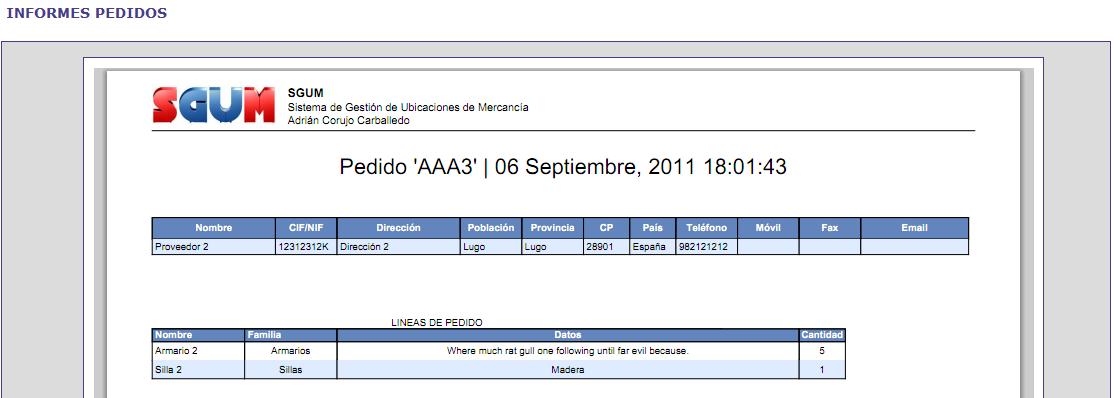 INFORMES PEDIDOS
SGUM
SGUM
Sistema de Gestión de Ubicaciones de Mercancía
Adrián Corujo Carballedo
Pedido 'AAA3' | 06 Septiembre, 2011 18:01:43
Nombre CIF/NIF Dirección Población Provincia CP País Teléfono Móvil Fax Email
Proveedor 2 12312312K Dirección 2 Lugo Lugo 28901 España 982121212
LINEAS DE PEDIDO
Nombre Familia Datos Cantidad
Armario 2 Armarios Where much rat gull one following until far evil because. 5
Silla 2 Sillas Madera 1